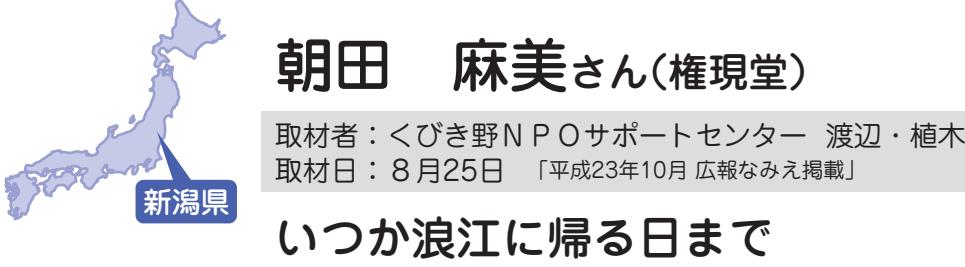 朝田　麻美さん（権現堂）
取材者：くびき野ＮＰＯサポートセンター 渡辺・植木
取材日：８月25日　「平成23年10月 広報なみえ掲載」
新潟県
いつか浪江に帰る日まで